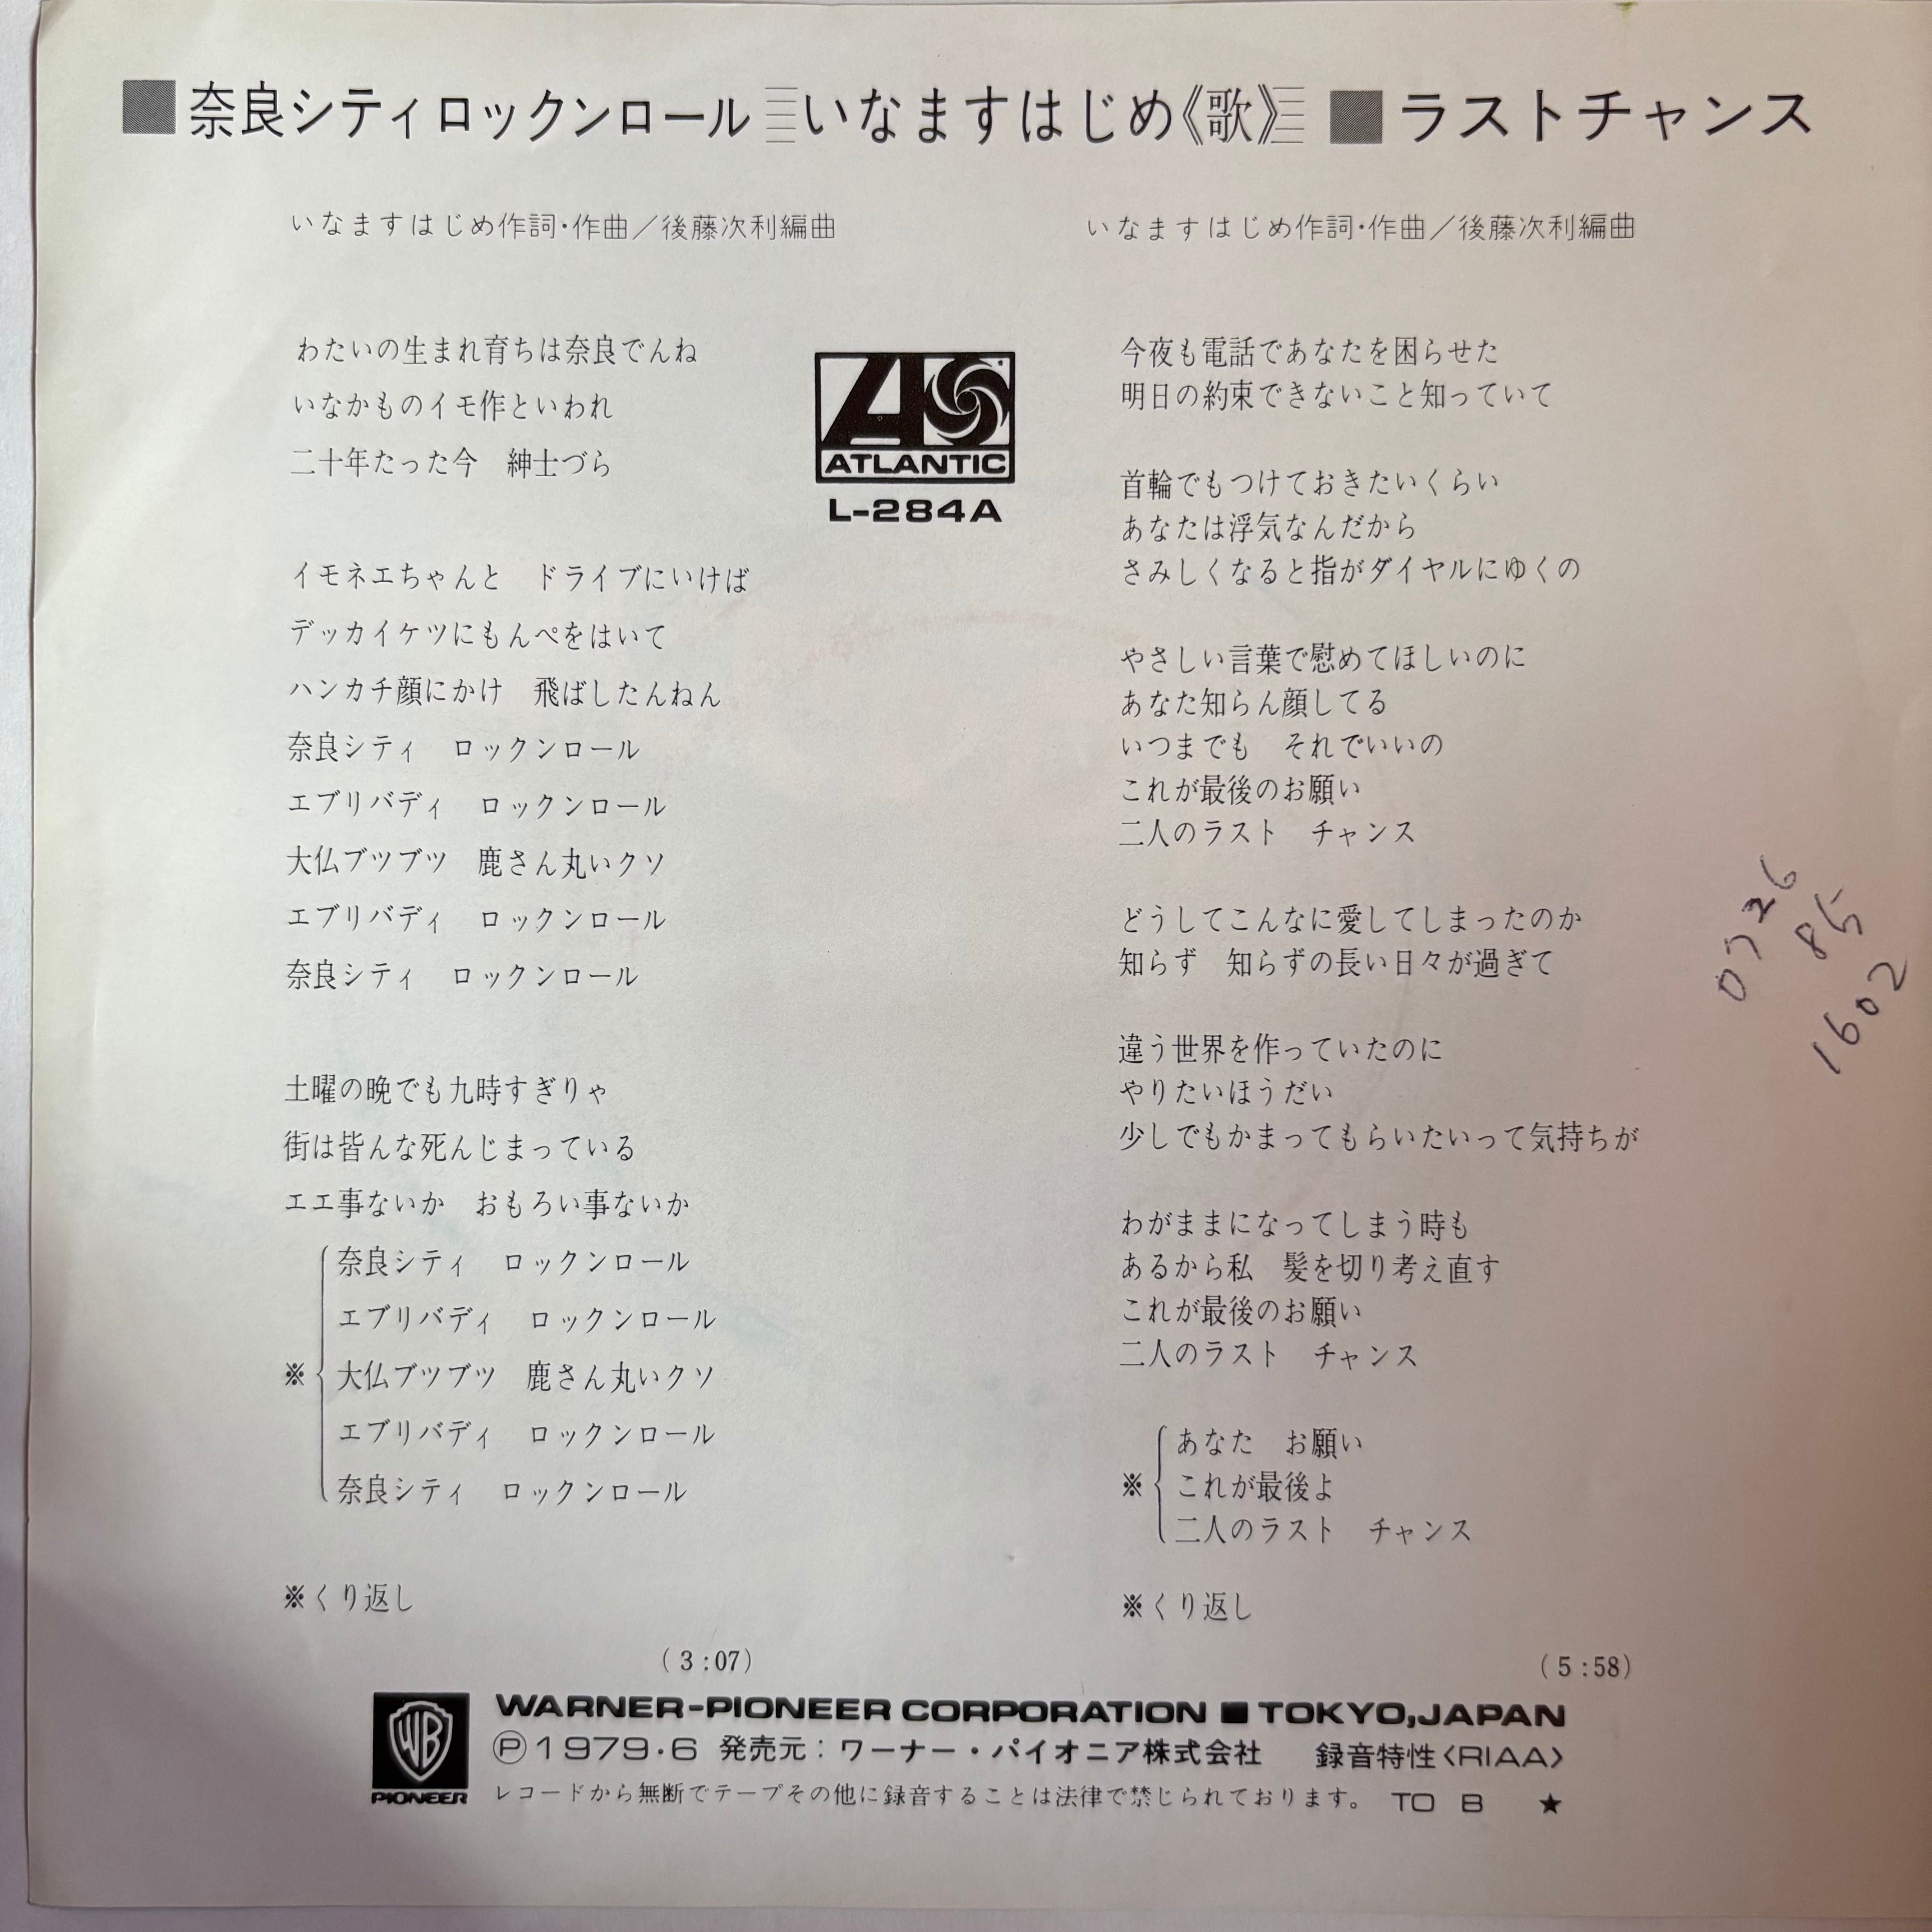 ■奈良シティロックンロール いなますはじめ《歌》 ■ラストチャンス
いなますはじめ作詞・作曲／後藤次利編曲
わたいの生まれ育ちは奈良でんね
いなかものイモ作といわれ
二十年たった今　紳士づら
イモネエちゃんと　ドライブにいけば
デッカイケツにもんぺをはいて
ハンカチ顔にかけ　飛ばしたんねん
奈良シティ　ロックンロール
エブリバディ　ロックンロール
大仏ブツブツ　鹿さん丸いクソ
エブリバディ　ロックンロール
奈良シティ　ロックンロール
土曜の晩でも九時すぎりゃ
街は皆んな死んじまっている
エエ事ないか　おもろい事ないか
奈良シティ　ロックンロール
エブリバディ　ロックンロール
※大仏ブツブツ　鹿さん丸いクソ
エブリバディ　ロックンロール
奈良シティ　ロックンロール
※くり返し
(3:07)
ATLANTIC
L-284A
いなますはじめ作詞・作曲／後藤次利編曲
今夜も電話であなたを困らせた
明日の約束できないこと知っていて
首輪でもつけておきたいくらい
あなたは浮気なんだから
さみしくなると指がダイヤルにゆくの
やさしい言葉で慰めてほしいのに
あなた知らん顔してる
いつまでも　それでいいの
これが最後のお願い
二人のラスト　チャンス
どうしてこんなに愛してしまったのか
知らず　知らずの長い日々が過ぎて
違う世界を作っていたのに
やりたいほうだい
少しでもかまってもらいたいって気持ちが
わがままになってしまう時も
あるから私　髪を切り考え直す
これが最後のお願い
二人のラスト　チャンス
あなた　お願い
※これが最後よ
二人のラスト　チャンス
※くり返し
(5:58)
0726
85
1602
WB
PIONEER
WARNER-PIONEER CORPORATION ■ TOKYO,JAPAN
Ⓟ1979・6 発売元：ワーナー・パイオニア株式会社　録音特性〈RIAA〉
レコードから無断でテープその他に録音することは法律で禁じられております。 TO B ★